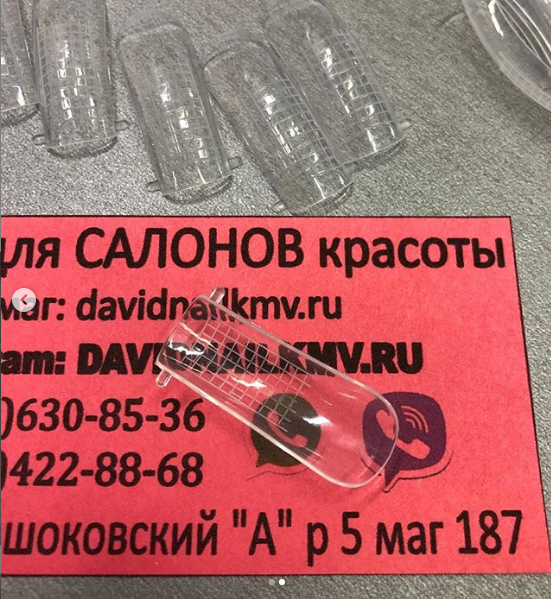 для САЛОНОВ красоты
маг: davidnailkmv.ru
am: DAVIDNAILKMV.RU
)630-85-36
)422-88-68
шоковский "А" р 5 маг 187